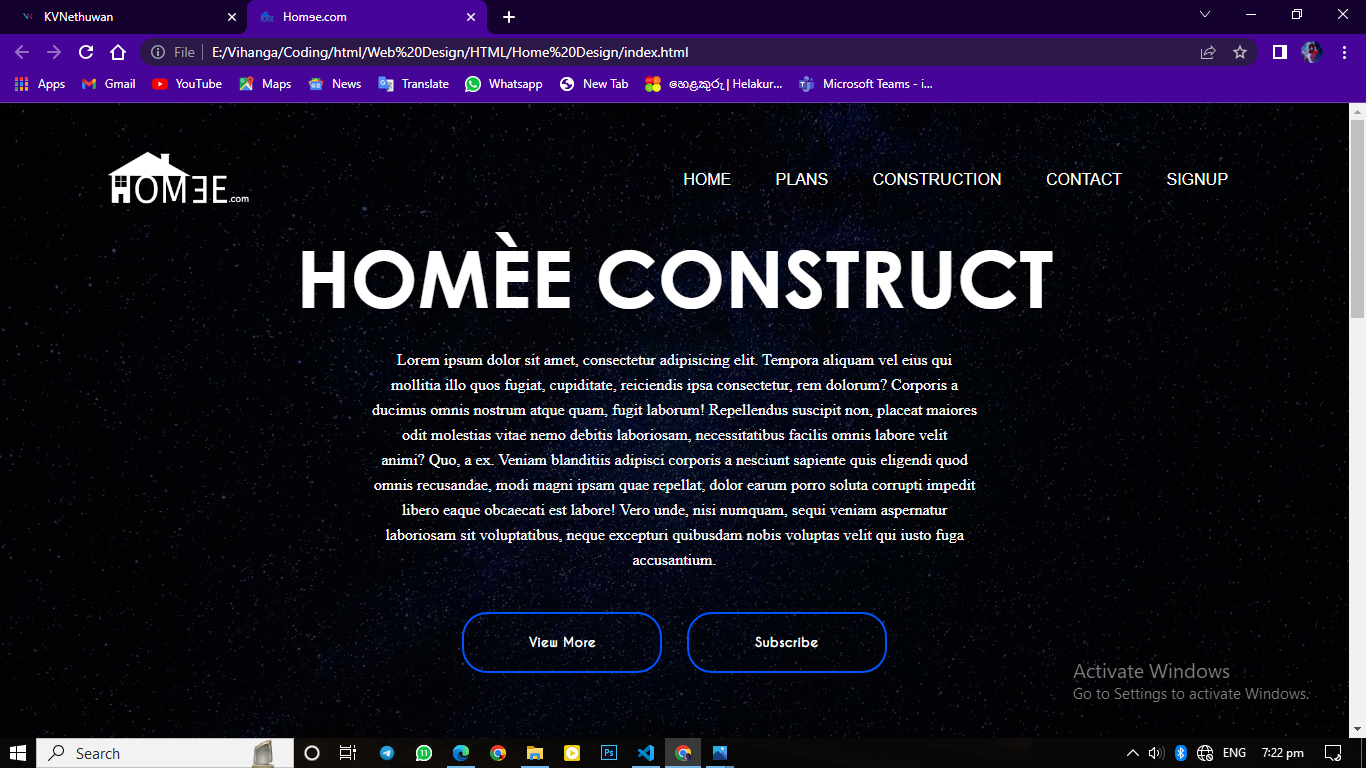 KVNethuwan
Homɘe.com
File
E:/Vihanga/Coding/html/Web%20Design/HTML/Home%20Design/index.html
Apps
Gmail
YouTube
Maps
News
Translate
Whatsapp
New Tab
හෙළකුරු | Helakur...
Microsoft Teams - i...
HOMƎE.com
HOME
PLANS
CONSTRUCTION
CONTACT
SIGNUP
HOMÈE CONSTRUCT
Lorem ipsum dolor sit amet, consectetur adipisicing elit. Tempora aliquam vel eius qui
mollitia illo quos fugiat, cupiditate, reiciendis ipsa consectetur, rem dolorum? Corporis a
ducimus omnis nostrum atque quam, fugit laborum! Repellendus suscipit non, placeat maiores
odit molestias vitae nemo debitis laboriosam, necessitatibus facilis omnis labore velit
animi? Quo, a ex. Veniam blanditiis adipisci corporis a nesciunt sapiente quis eligendi quod
omnis recusandae, modi magni ipsam quae repellat, dolor earum porro soluta corrupti impedit
libero eaque obcaecati est labore! Vero unde, nisi numquam, sequi veniam aspernatur
laboriosam sit voluptatibus, neque excepturi quibusdam nobis voluptas velit qui iusto fuga
accusantium.
View More
Subscribe
Activate Windows
Go to Settings to activate Windows.
Search
11
Ps
ENG
7:22 pm